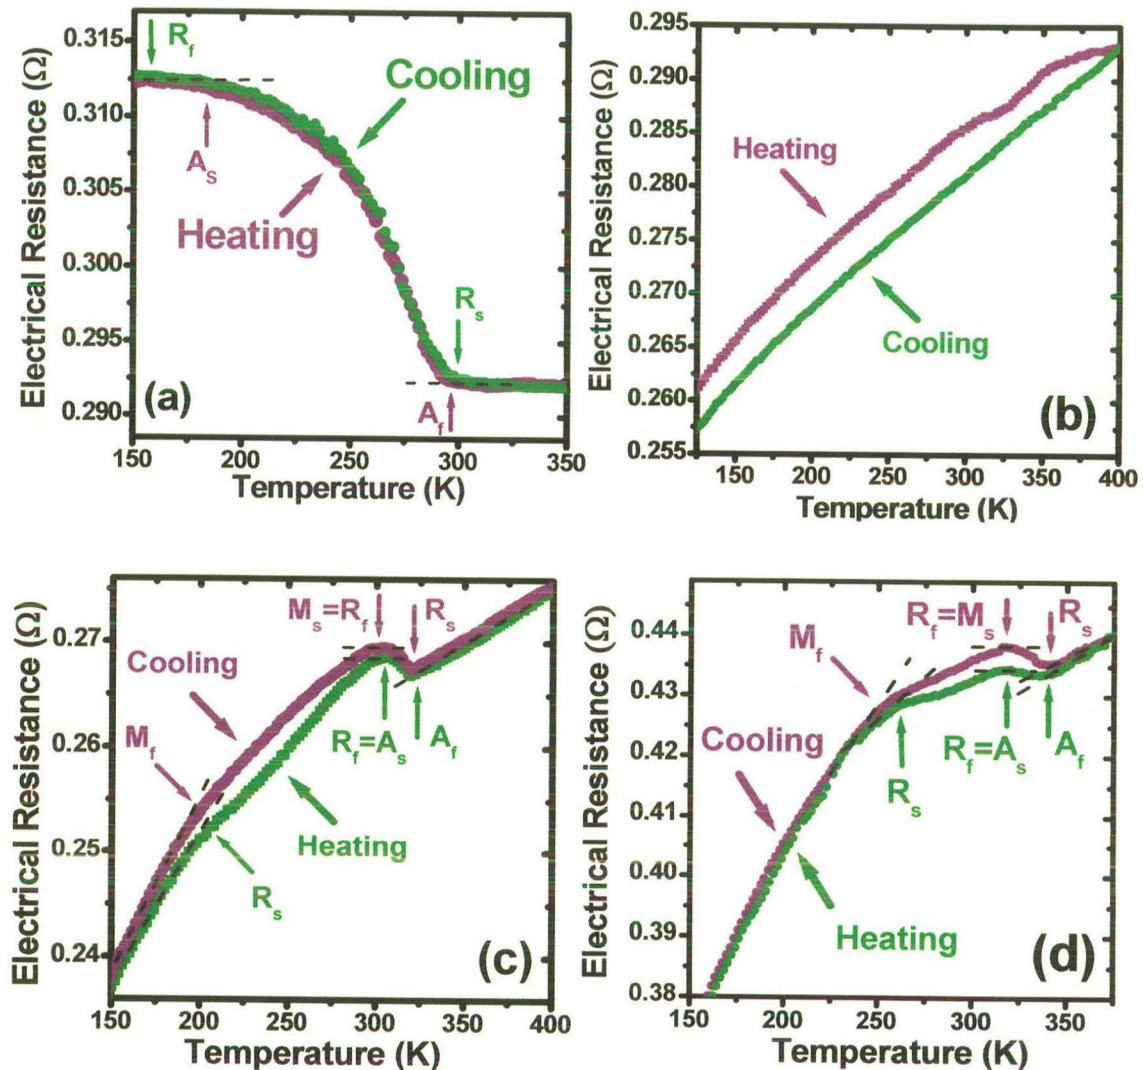 Electrical Resistance (Ω)
0.315
0.310
0.305
0.300
0.295
0.290
R_f
Cooling
A_S
Heating
R_s
(a)
A_f
150 200 250 300 350
Temperature (K)
Electrical Resistance (Ω)
0.295
0.290
0.285
0.280
0.275
0.270
0.265
0.260
0.255
Heating
Cooling
(b)
150 200 250 300 350 400
Temperature (K)
Electrical Resistance (Ω)
0.27
0.26
0.25
0.24
M_s=R_f
R_s
Cooling
M_f
R_f=A_s
A_f
Heating
R_s
(c)
150 200 250 300 350 400
Temperature (K)
Electrical Resistance (Ω)
0.44
0.43
0.42
0.41
0.40
0.39
0.38
R_f=M_s
R_s
M_f
Cooling
R_f=A_s
A_f
R_s
Heating
(d)
150 200 250 300 350
Temperature (K)